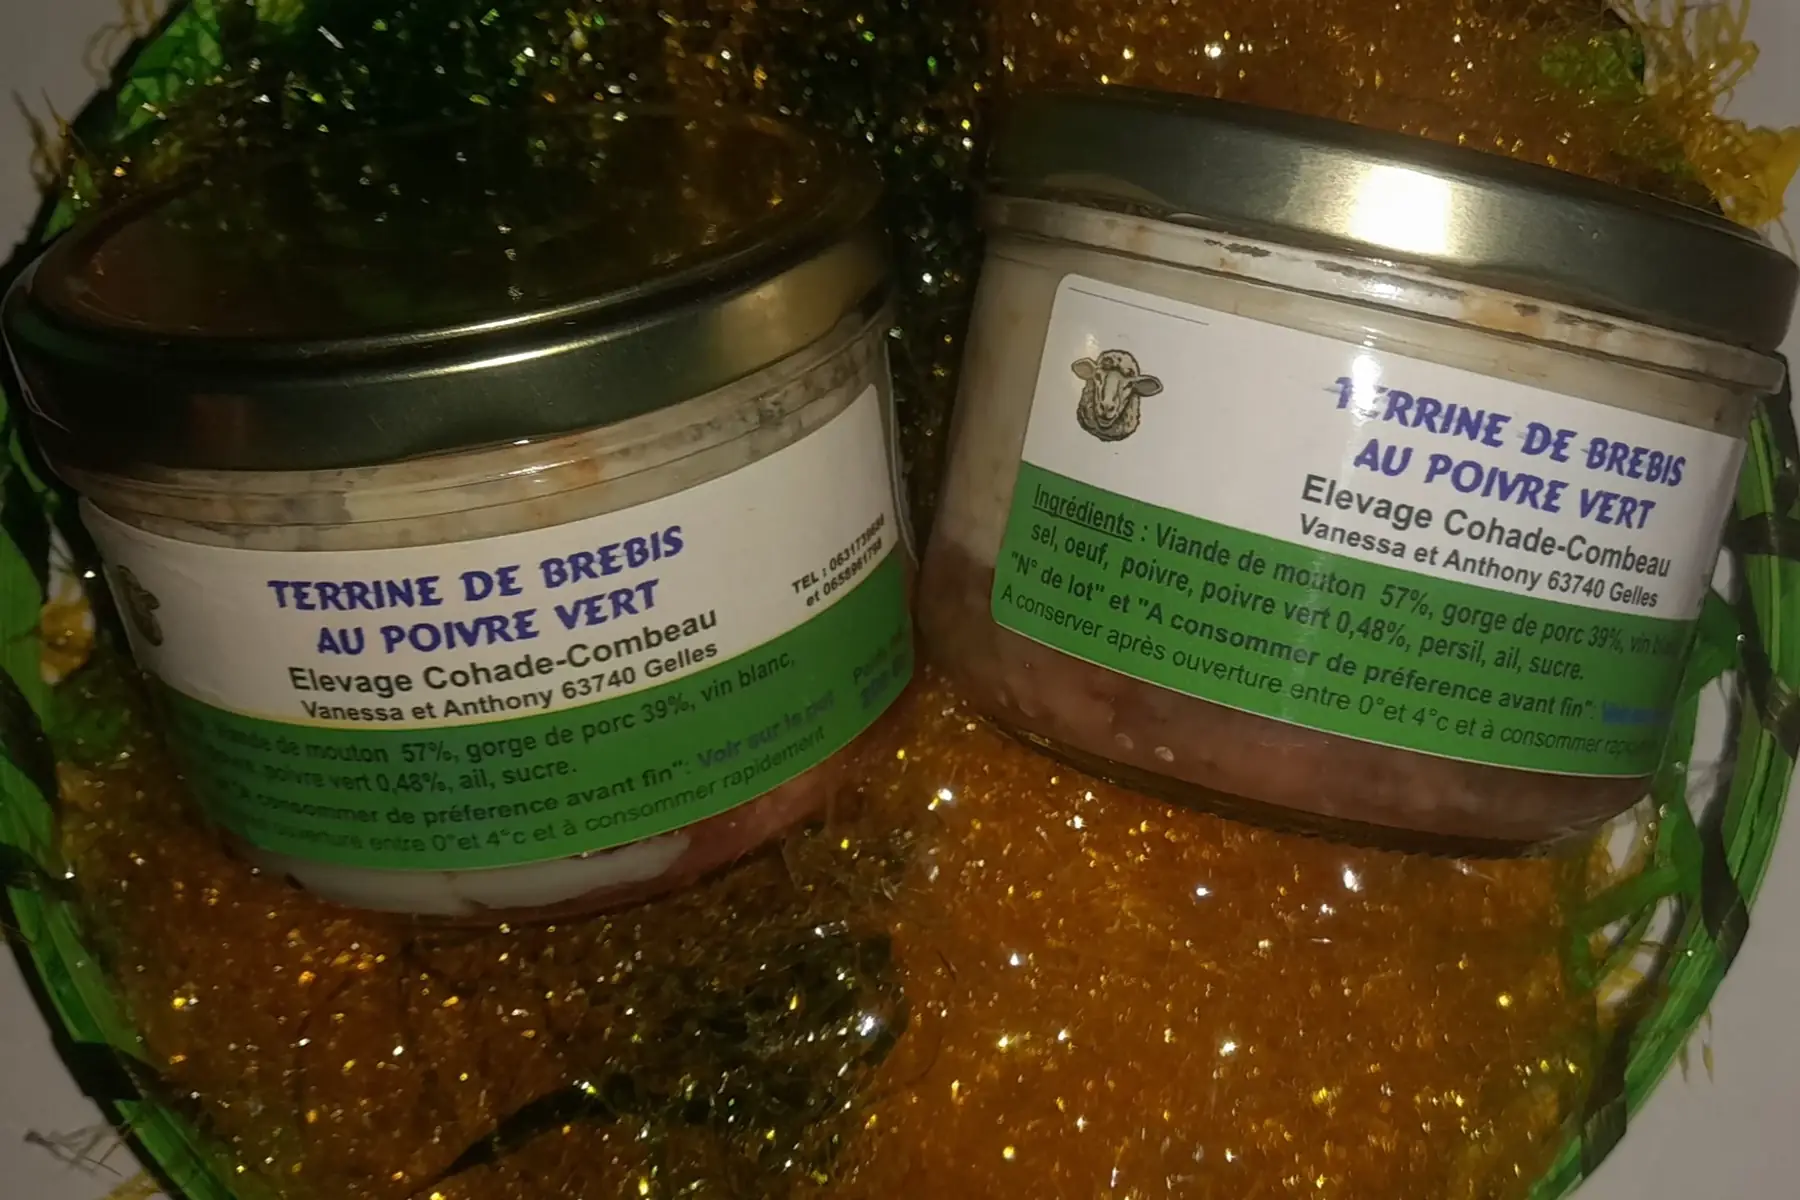 TERRINE DE BREBIS
AU POIVRE VERT
Elevage Cohade-Combeau
Vanessa et Anthony 63740 Gelles
TEL : 0631739688
et 0658961798
Viande de mouton 57%, gorge de porc 39%, vin blanc,
poivre vert 0,48%, ail, sucre.
"A consommer de préference avant fin": Voir sur le pot
ouverture entre 0°et 4°c et à consommer rapidement
TERRINE DE BREBIS
AU POIVRE VERT
Elevage Cohade-Combeau
Vanessa et Anthony 63740 Gelles
Ingrédients : Viande de mouton 57%, gorge de porc 39%, vin
sel, oeuf, poivre, poivre vert 0,48%, persil, ail, sucre.
"N° de lot" et "A consommer de préférence avant fin":
A conserver après ouverture entre 0°et 4°c et à consommer